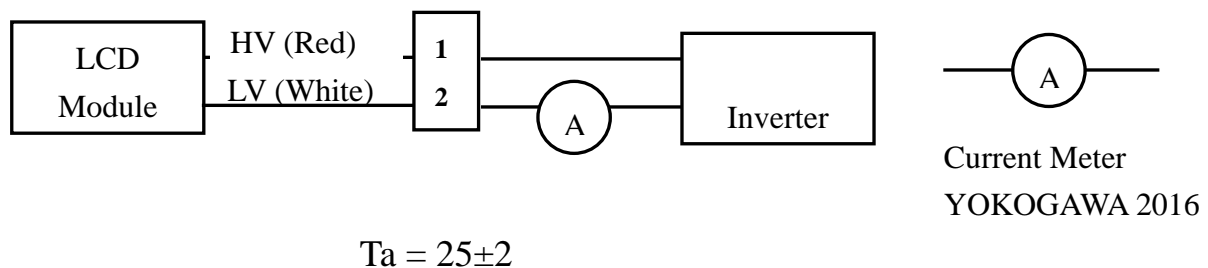 LCD
Module
HV (Red)
LV (White)
1
2
A
Inverter
A
Current Meter
YOKOGAWA 2016
Ta = 25±2